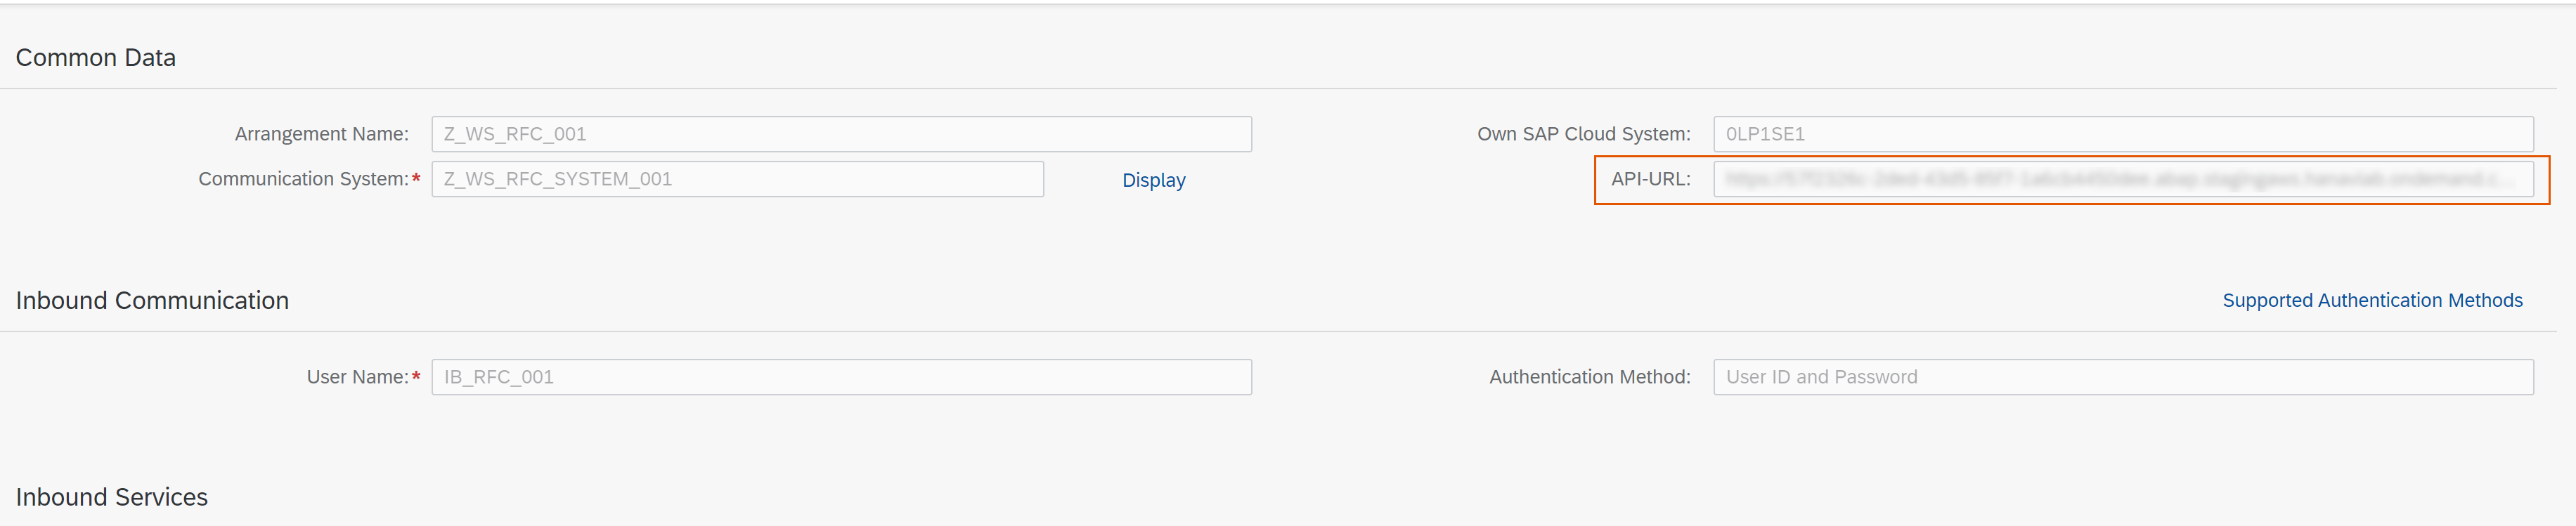 Common Data
Arrangement Name: Z_WS_RFC_001
Own SAP Cloud System: 0LP1SE1
Communication System:* Z_WS_RFC_SYSTEM_001 Display
API-URL:
Inbound Communication
Supported Authentication Methods
User Name:* IB_RFC_001
Authentication Method: User ID and Password
Inbound Services